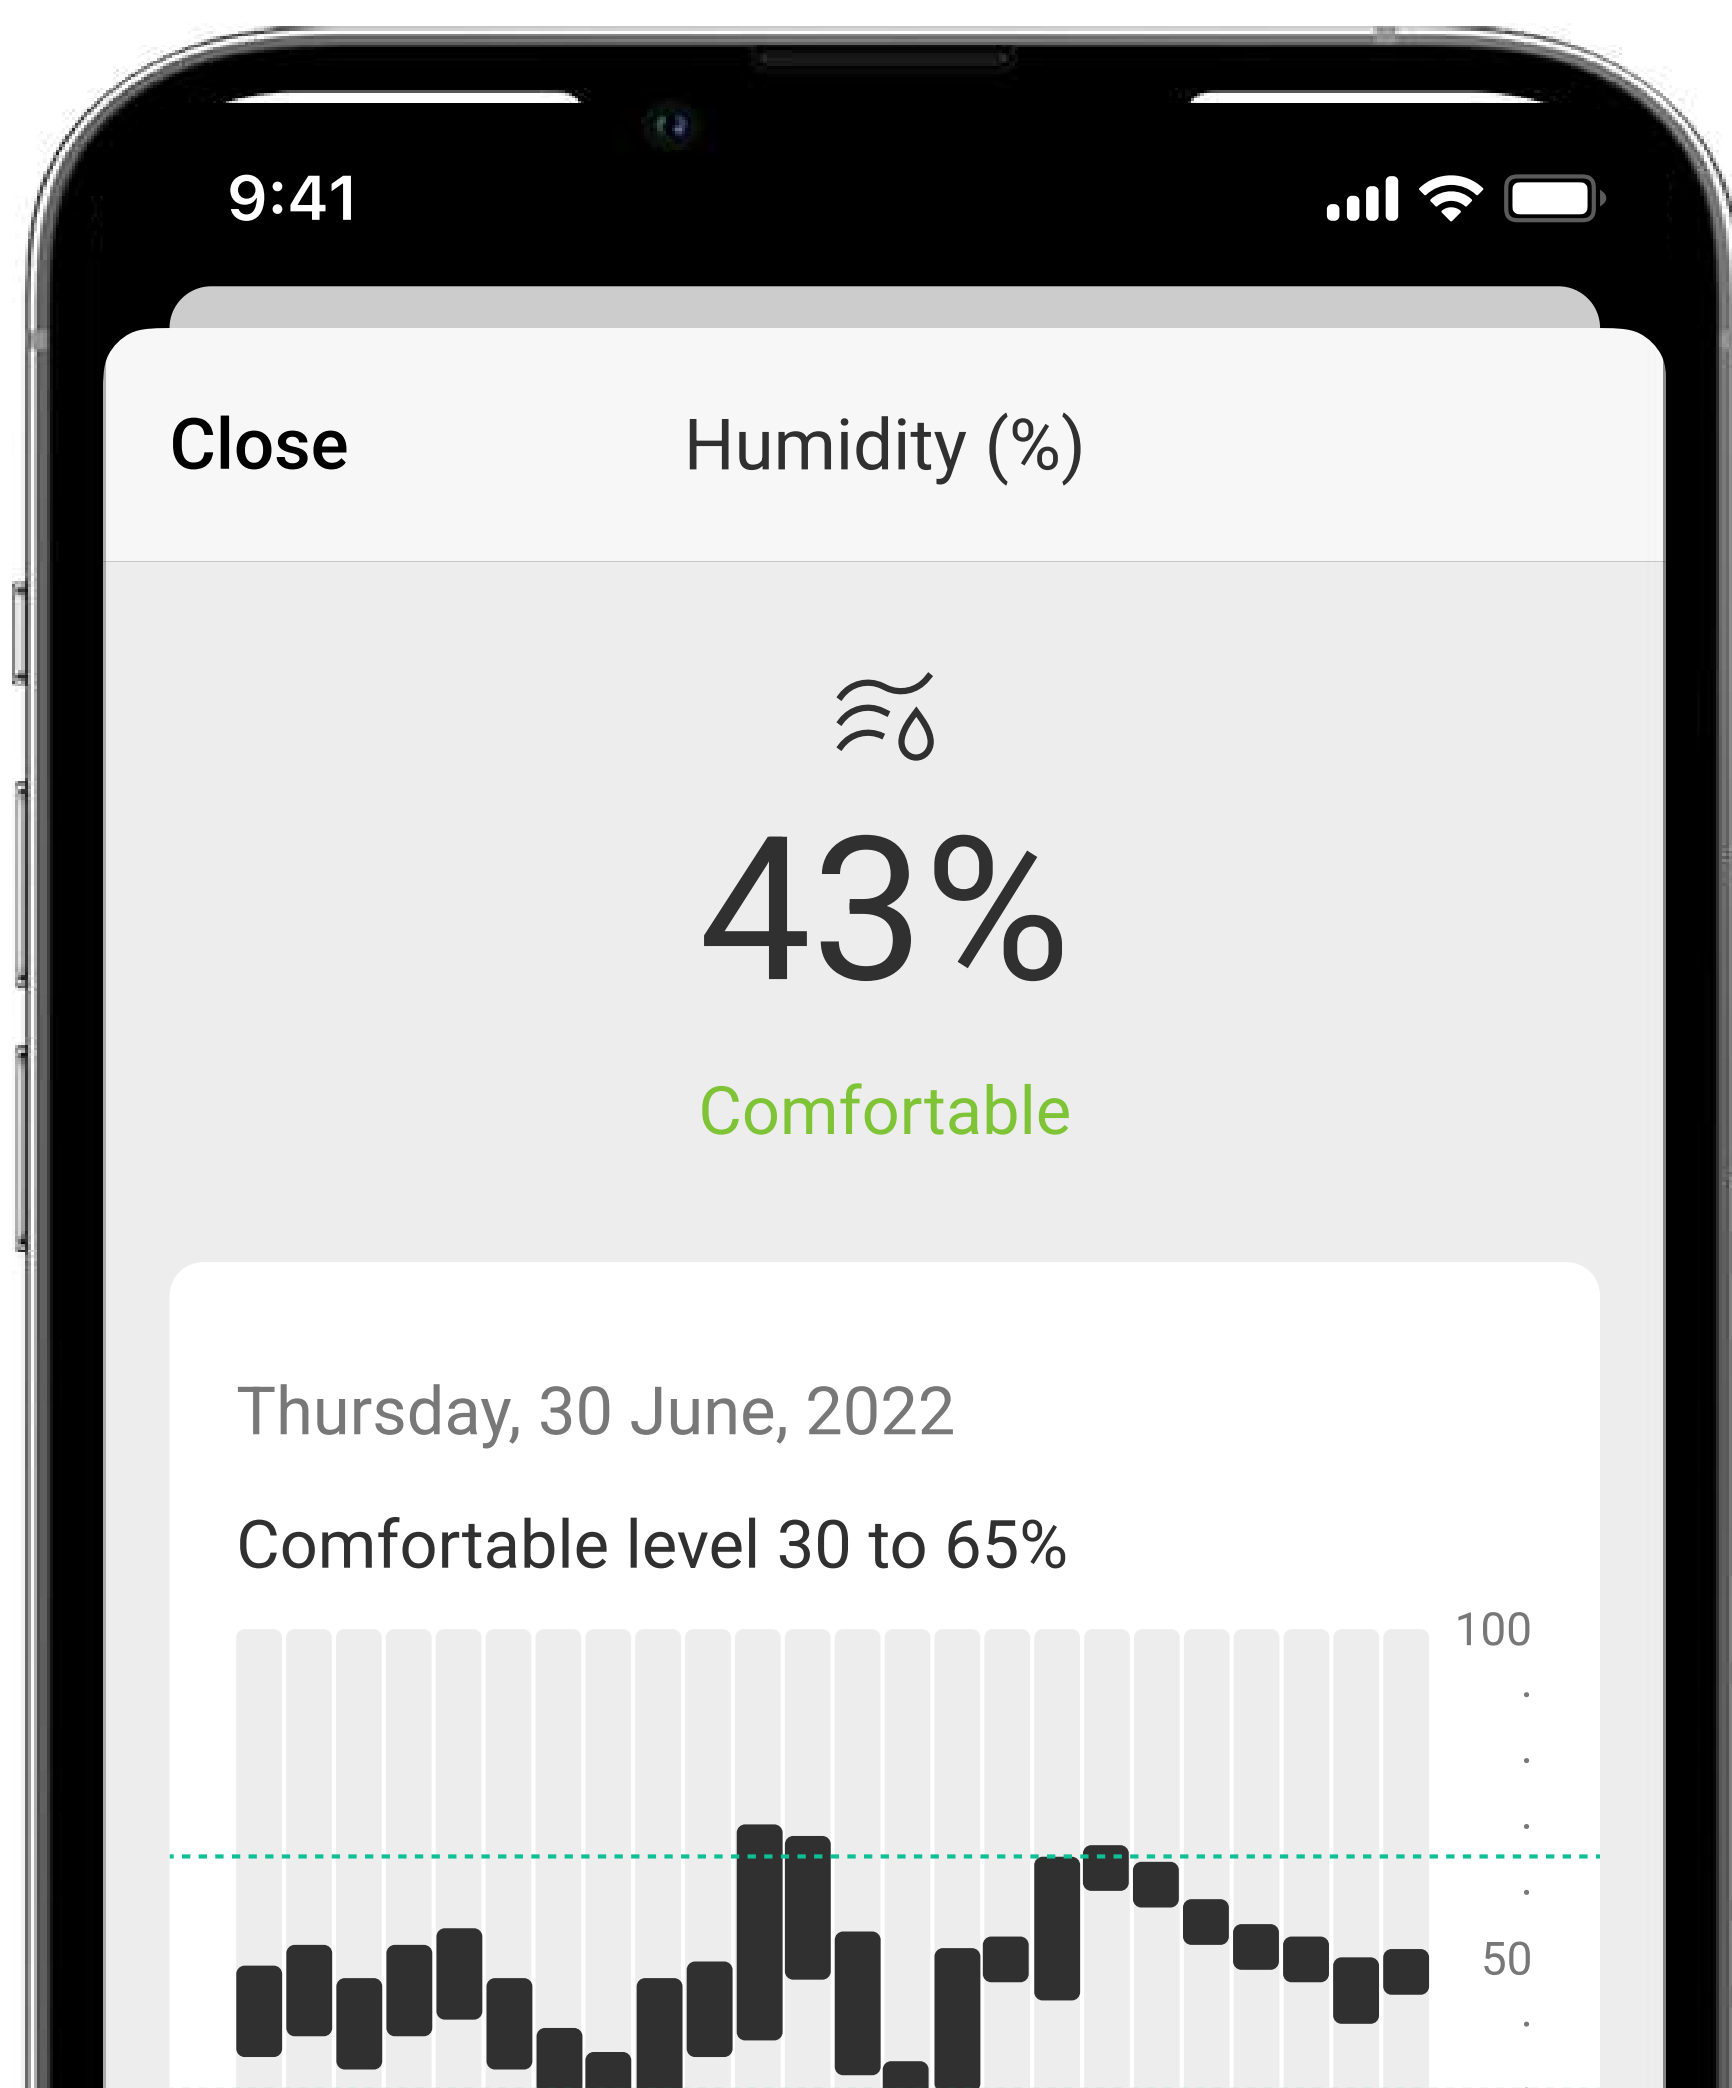 9:41
Close
Humidity (%)
43%
Comfortable
Thursday, 30 June, 2022
Comfortable level 30 to 65%
100
50